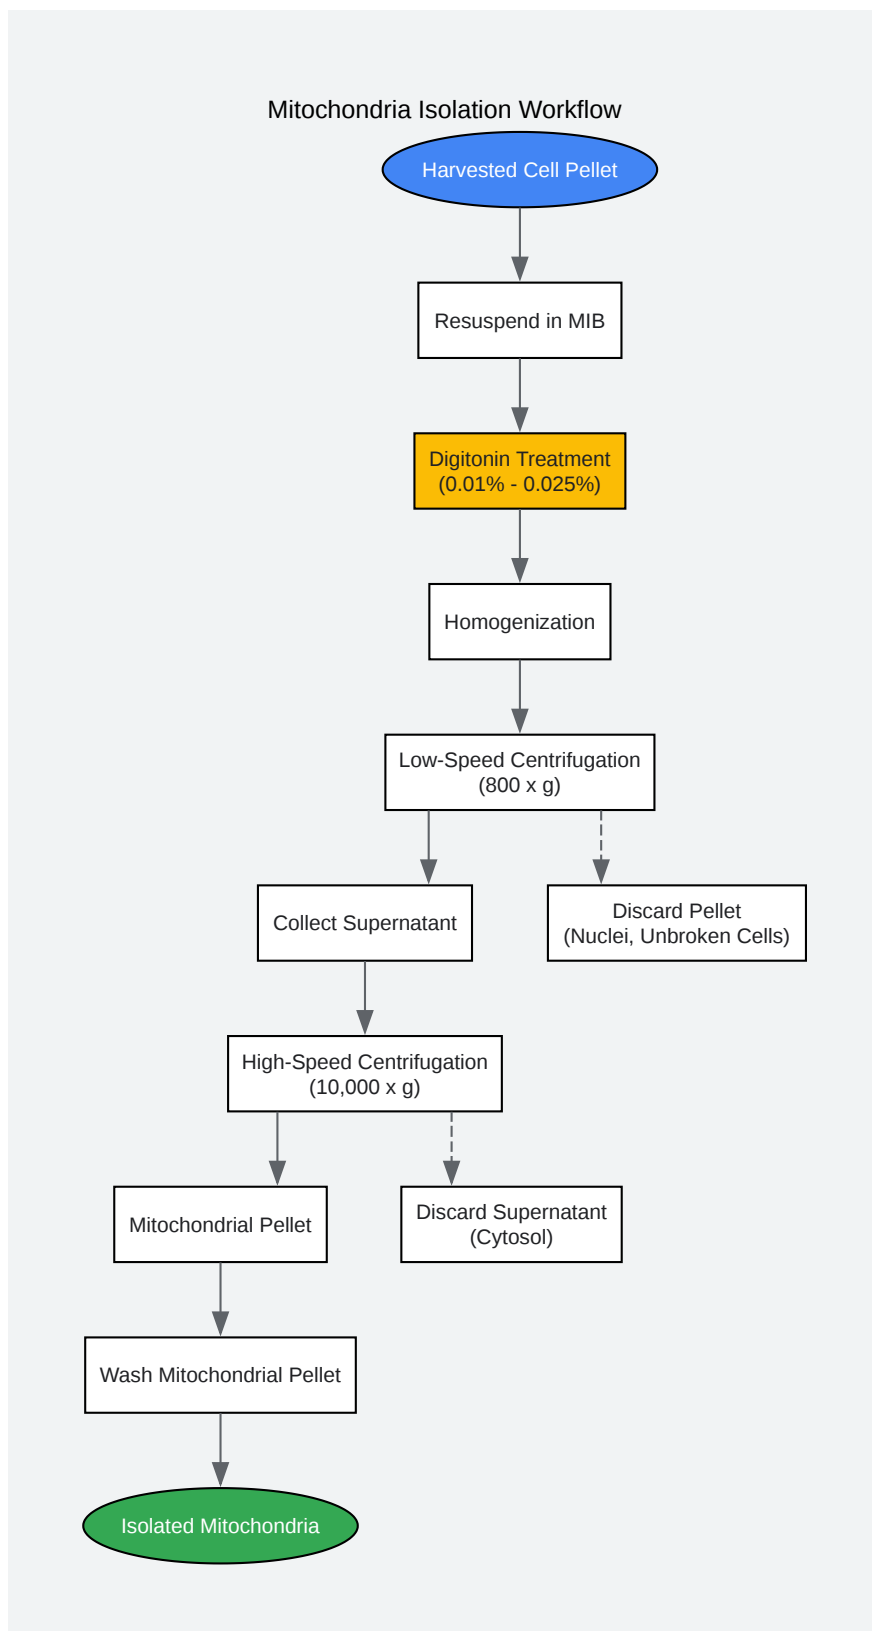 Mitochondria Isolation Workflow
Harvested Cell Pellet
Resuspend in MIB
Digitonin Treatment
(0.01% - 0.025%)
Homogenization
Low-Speed Centrifugation
(800 x g)
Collect Supernatant
Discard Pellet
(Nuclei, Unbroken Cells)
High-Speed Centrifugation
(10,000 x g)
Mitochondrial Pellet
Discard Supernatant
(Cytosol)
Wash Mitochondrial Pellet
Isolated Mitochondria